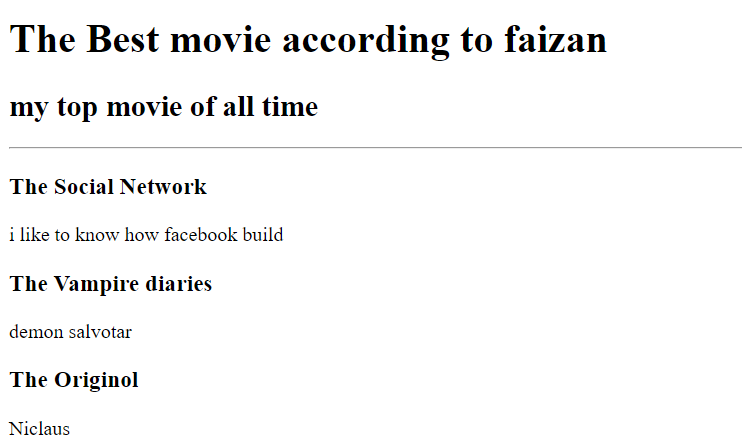 The Best movie according to faizan
my top movie of all time
The Social Network
i like to know how facebook build
The Vampire diaries
demon salvotar
The Originol
Niclaus